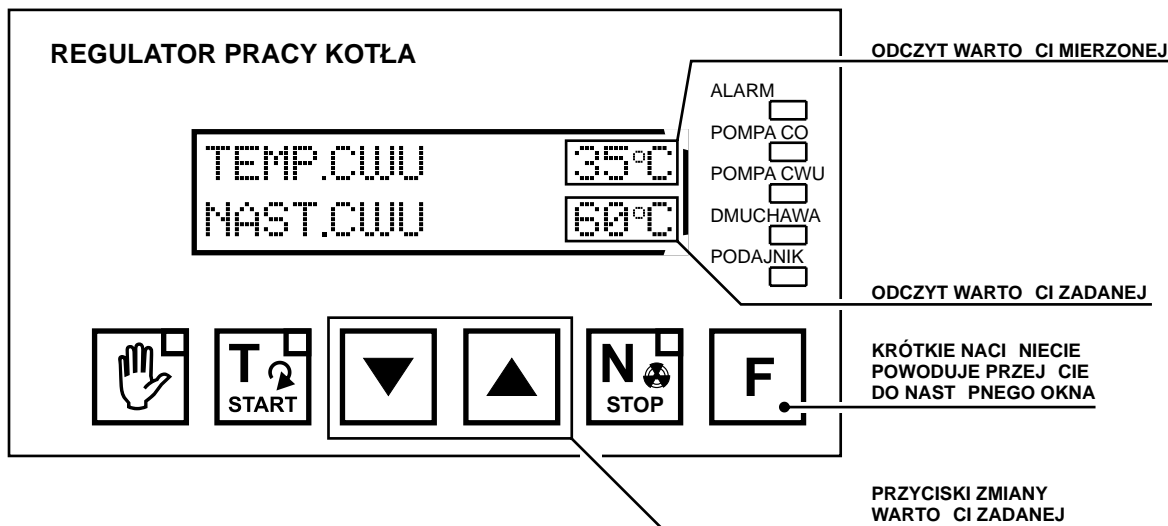 REGULATOR PRACY KOTŁA
ODCZYT WARTO CI MIERZONEJ
ALARM
POMPA CO
POMPA CWU
DMUCHAWA
PODAJNIK
TEMP.CWU 35°C
NAST.CWU 60°C
ODCZYT WARTO CI ZADANEJ
T
START
N
STOP
F
KRÓTKIE NACI NIECIE
POWODUJE PRZEJ CIE
DO NAST PNEGO OKNA
PRZYCISKI ZMIANY
WARTO CI ZADANEJ